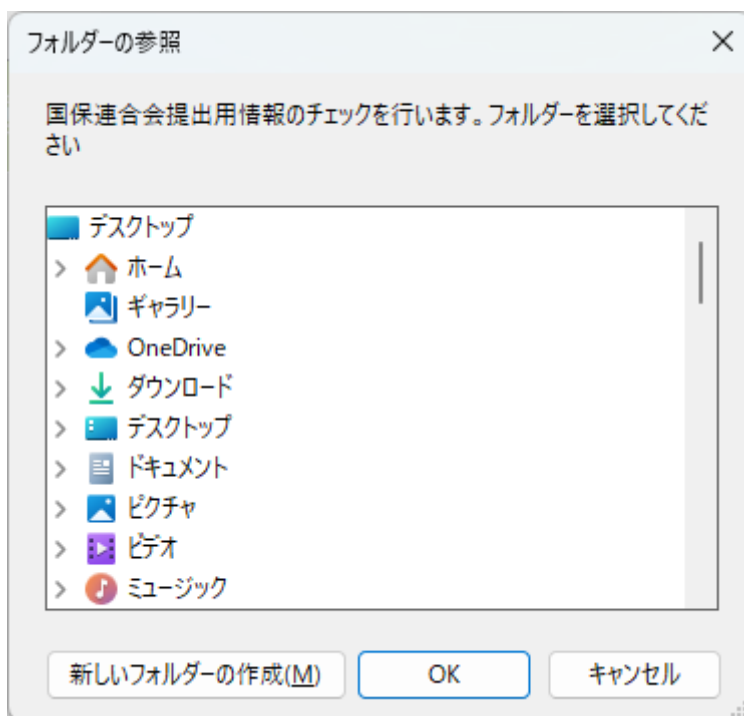 フォルダーの参照
国保連合会提出用情報のチェックを行います。フォルダーを選択してくだ
さい
デスクトップ
ホーム
ギャラリー
OneDrive
ダウンロード
デスクトップ
ドキュメント
ピクチャ
ビデオ
ミュージック
新しいフォルダーの作成(M) OK キャンセル